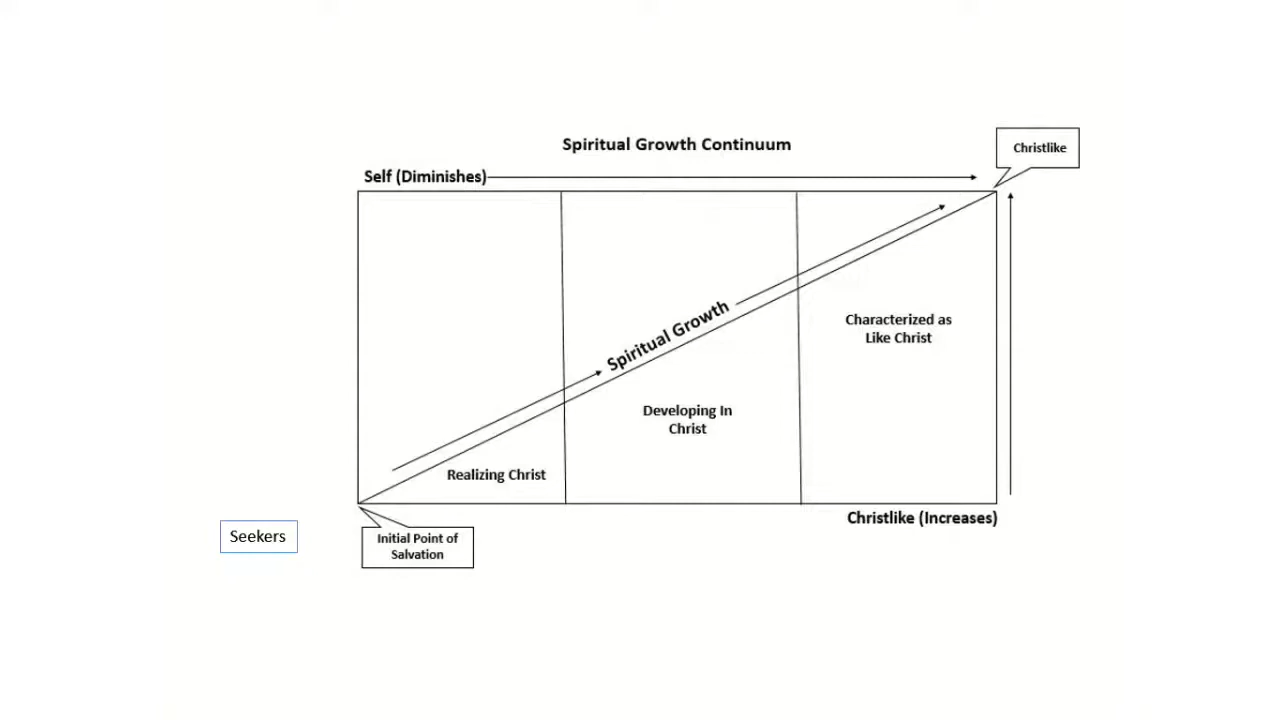 Spiritual Growth Continuum
Christlike
Self (Diminishes)
Spiritual Growth
Characterized as
Like Christ
Developing In
Christ
Realizing Christ
Christlike (Increases)
Seekers
Initial Point of
Salvation